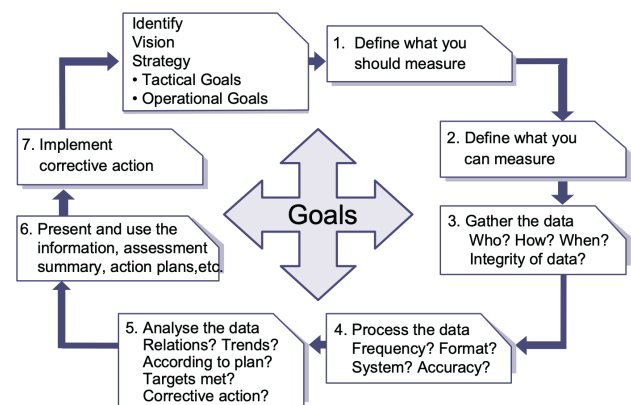 Identify
Vision
Strategy
• Tactical Goals
• Operational Goals
1. Define what you
should measure
2. Define what you
can measure
3. Gather the data
Who? How? When?
Integrity of data?
4. Process the data
Frequency? Format?
System? Accuracy?
5. Analyse the data
Relations? Trends?
According to plan?
Targets met?
Corrective action?
6. Present and use the
information, assessment
summary, action plans,etc.
7. Implement
corrective action
Goals